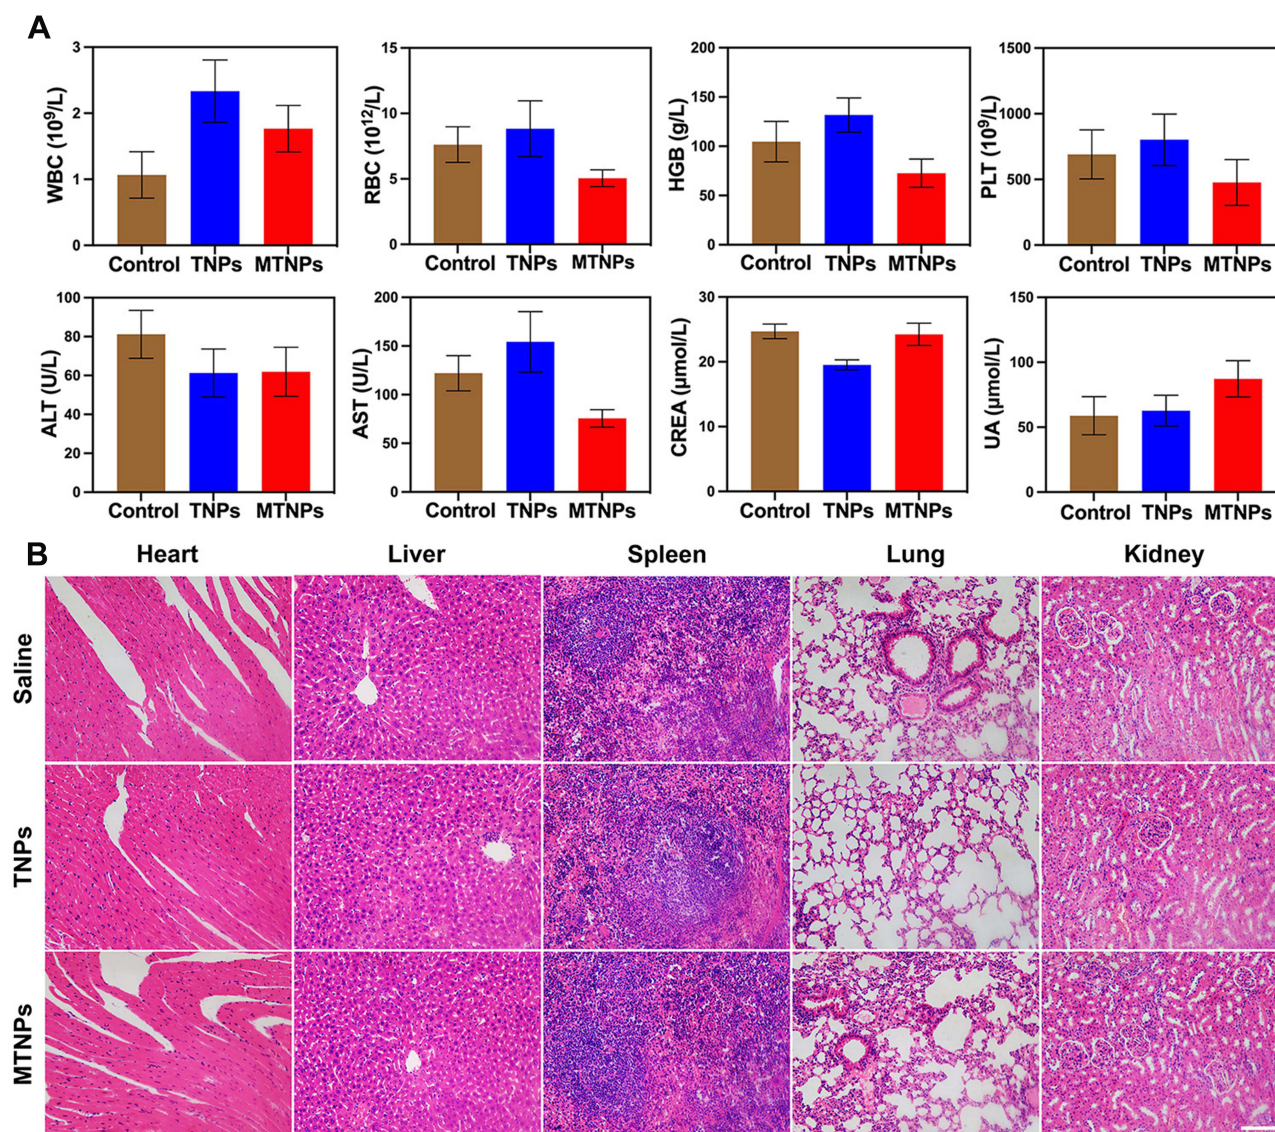 A
WBC (10⁹/L)
3
2
1
0
Control TNPs MTNPs
RBC (10¹²/L)
15
10
5
0
Control TNPs MTNPs
HGB (g/L)
200
150
100
50
0
Control TNPs MTNPs
PLT (10⁹/L)
1500
1000
500
0
Control TNPs MTNPs
ALT (U/L)
100
80
60
40
20
0
Control TNPs MTNPs
AST (U/L)
200
150
100
50
0
Control TNPs MTNPs
CREA (μmol/L)
30
20
10
0
Control TNPs MTNPs
UA (μmol/L)
150
100
50
0
Control TNPs MTNPs
B
Heart Liver Spleen Lung Kidney
Saline
TNPs
MTNPs